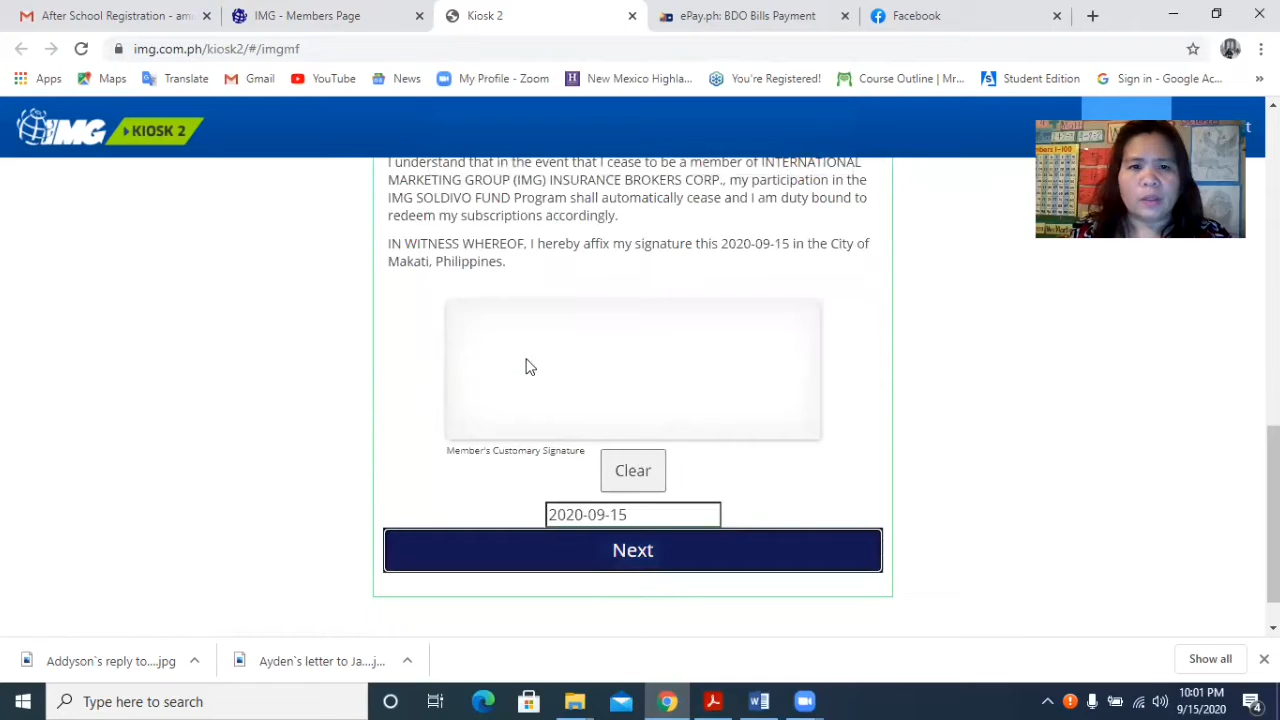 After School Registration - am
IMG - Members Page
Kiosk 2
ePay.ph: BDO Bills Payment
Facebook
img.com.ph/kiosk2/#/imgmf
Apps
Maps
Translate
Gmail
YouTube
News
My Profile - Zoom
New Mexico Highla...
You're Registered!
Course Outline | Mr...
Student Edition
Sign in - Google Ac...
IMG KIOSK 2
I understand that in the event that I cease to be a member of INTERNATIONAL
MARKETING GROUP (IMG) INSURANCE BROKERS CORP., my participation in the
IMG SOLDIVO FUND Program shall automatically cease and I am duty bound to
redeem my subscriptions accordingly.
IN WITNESS WHEREOF, I hereby affix my signature this 2020-09-15 in the City of
Makati, Philippines.
Member's Customary Signature
Clear
2020-09-15
Next
Addyson`s reply to....jpg
Ayden`s letter to Ja....j...
Show all
Type here to search
10:01 PM
9/15/2020
4